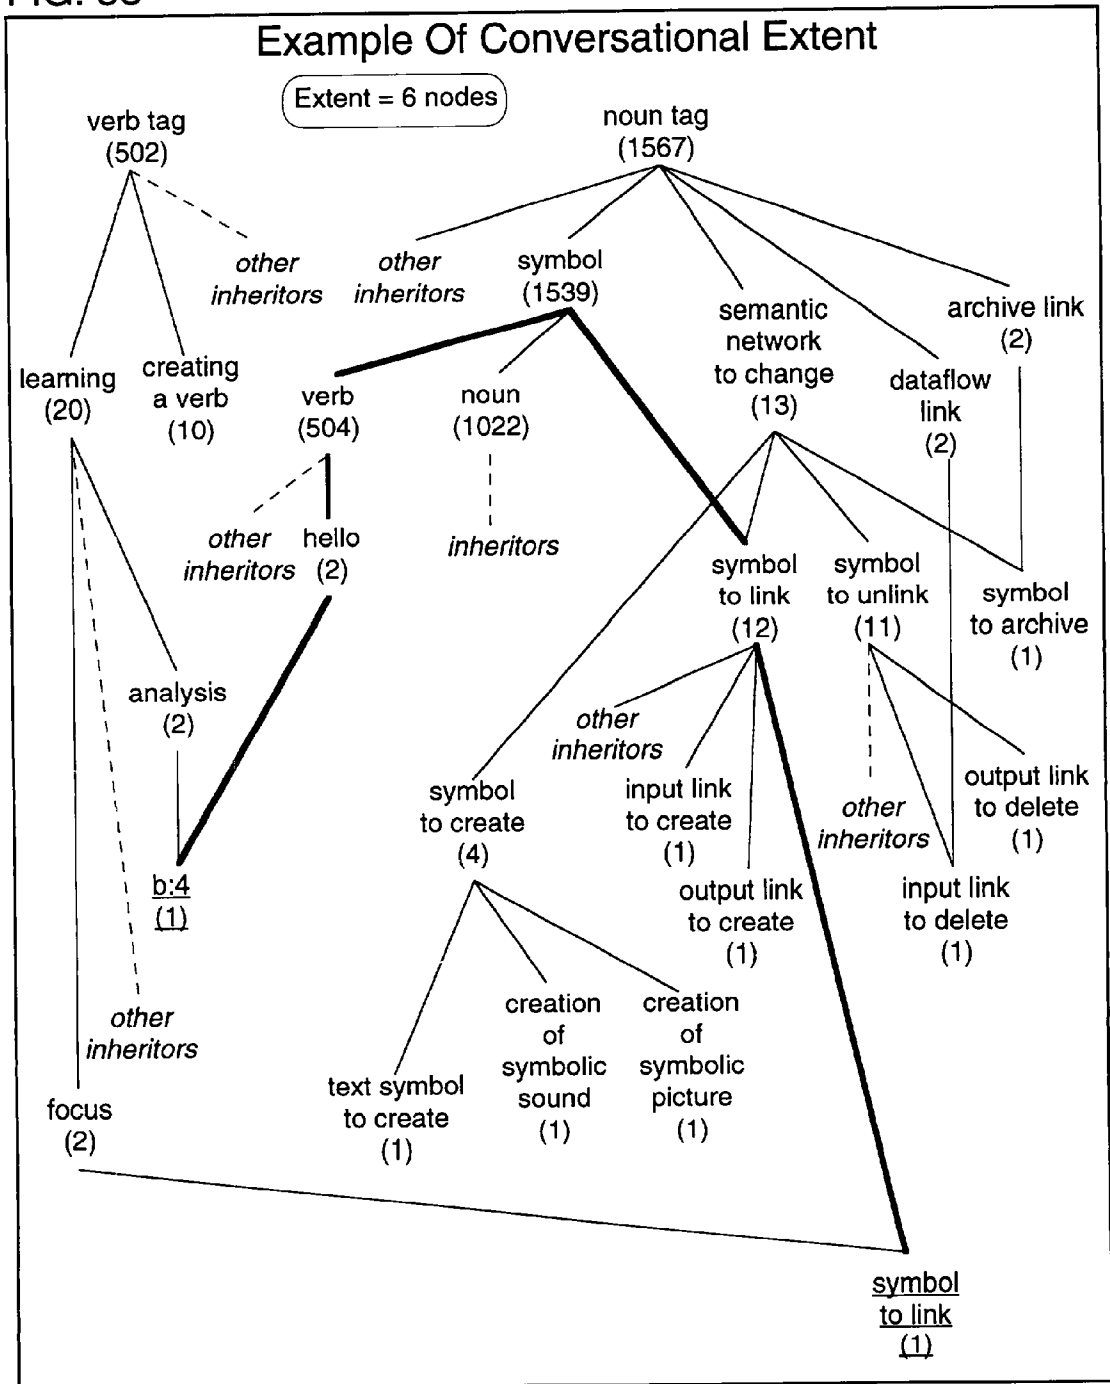 Example Of Conversational Extent
Extent = 6 nodes
verb tag
(502)
noun tag
(1567)
other
inheritors
other
inheritors
symbol
(1539)
semantic
network
to change
(13)
archive link
(2)
dataflow
link
(2)
learning
(20)
creating
a verb
(10)
verb
(504)
noun
(1022)
other
inheritors
hello
(2)
inheritors
symbol
to link
(12)
symbol
to unlink
(11)
symbol
to archive
(1)
analysis
(2)
other
inheritors
symbol
to create
(4)
input link
to create
(1)
other
inheritors
output link
to delete
(1)
b:4
(1)
output link
to create
(1)
input link
to delete
(1)
other
inheritors
creation
of
symbolic
sound
(1)
creation
of
symbolic
picture
(1)
text symbol
to create
(1)
focus
(2)
symbol
to link
(1)